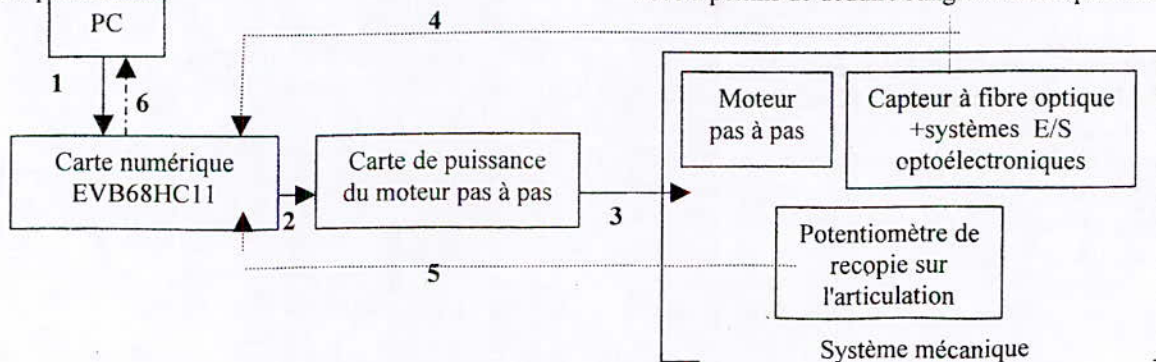 PC
4
1
6
Moteur
pas à pas
Capteur à fibre optique
+systèmes E/S
optoélectroniques
Carte numérique
EVB68HC11
2
Carte de puissance
du moteur pas à pas
3
Potentiomètre de
recopie sur
l'articulation
5
Système mécanique